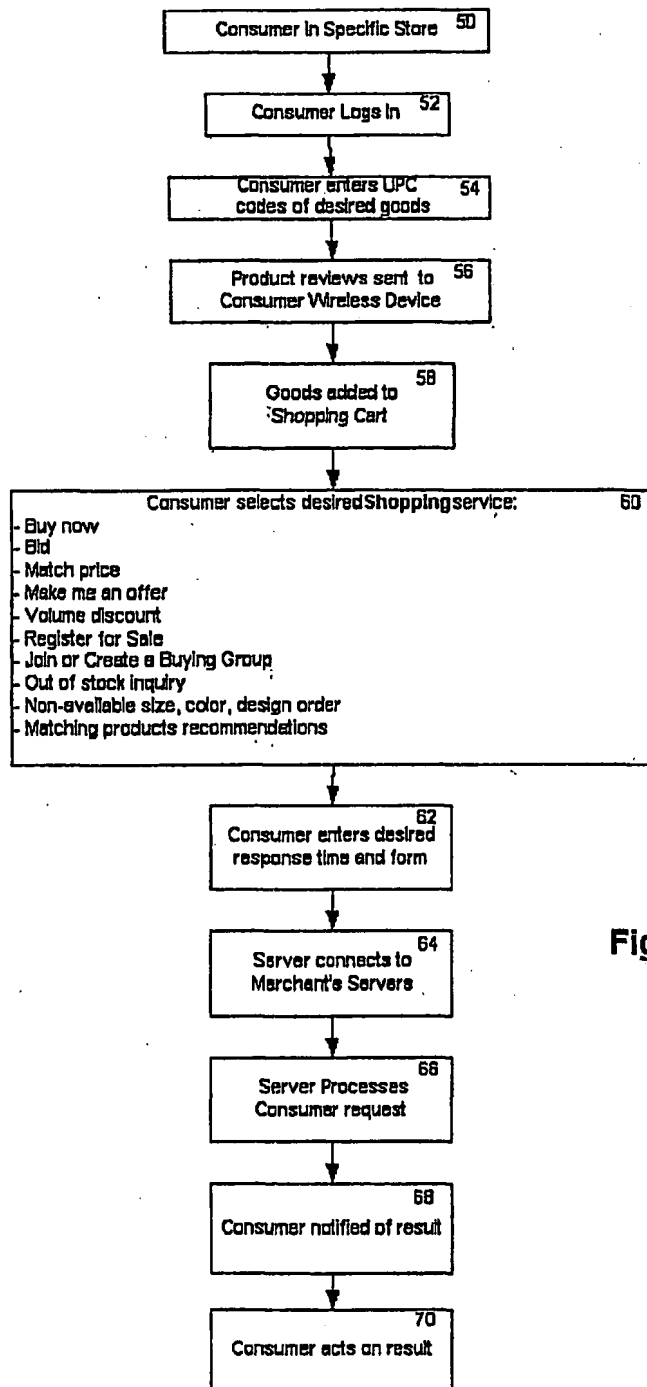 Consumer in Specific Store
50
Consumer Logs in
52
Consumer enters UPC
codes of desired goods
54
Product reviews sent to
Consumer Wireless Device
56
Goods added to
Shopping Cart
58
Consumer selects desired Shopping service:
60
- Buy now
- Bid
- Match price
- Make me an offer
- Volume discount
- Register for Sale
- Join or Create a Buying Group
- Out of stock inquiry
- Non-available size, color, design order
- Matching products recommendations
Consumer enters desired
response time and form
62
Server connects to
Merchant's Servers
64
Fig
Server Processes
Consumer request
66
Consumer notified of result
68
Consumer acts on result
70